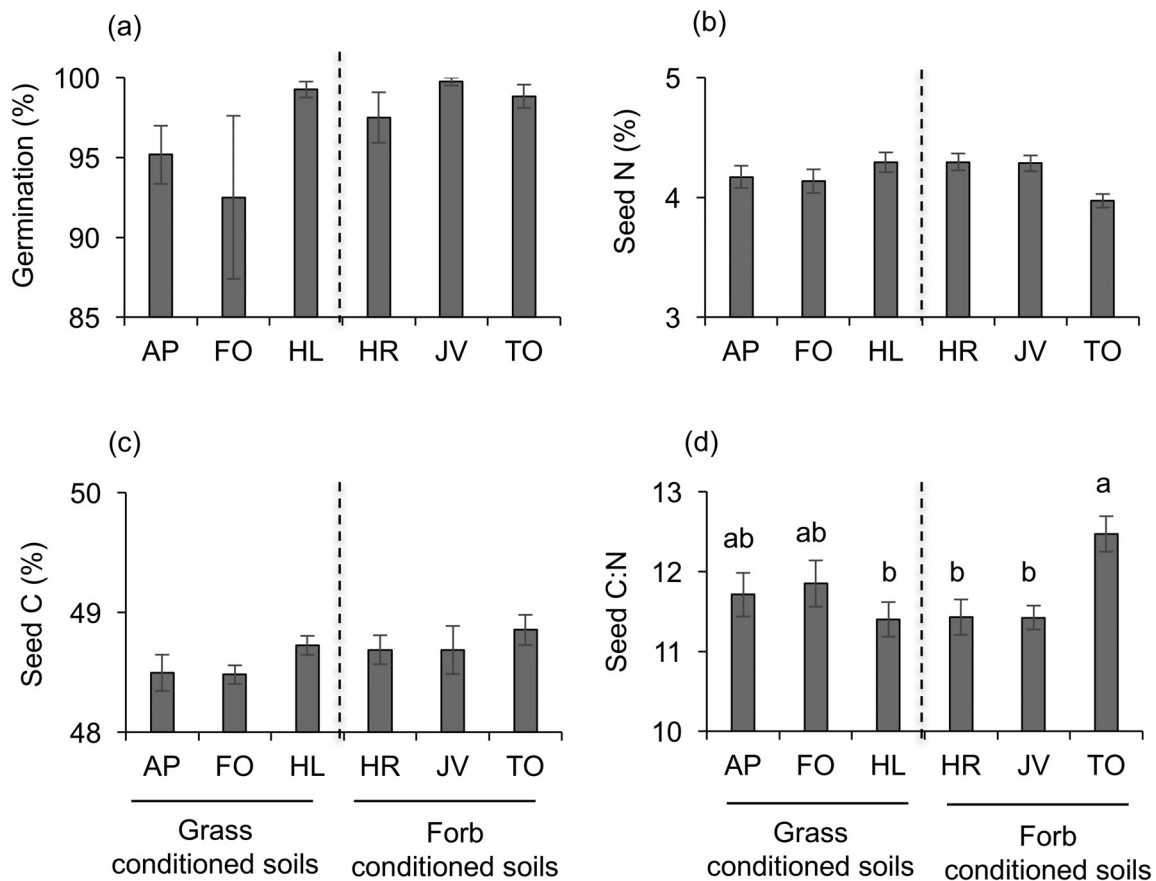 (a)
Germination (%)
100
95
90
85
AP FO HL HR JV TO
(b)
Seed N (%)
5
4
3
AP FO HL HR JV TO
(c)
Seed C (%)
50
49
48
AP FO HL HR JV TO
Grass
conditioned soils
Forb
conditioned soils
(d)
Seed C:N
13
12
11
10
ab ab b b b a
AP FO HL HR JV TO
Grass
conditioned soils
Forb
conditioned soils